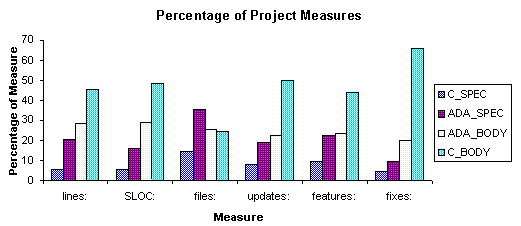 Percentage of Project Measures
Percentage of Measure
70
60
50
40
30
20
10
0
lines: SLOC: files: updates: features: fixes:
Measure
C_SPEC
ADA_SPEC
ADA_BODY
C_BODY